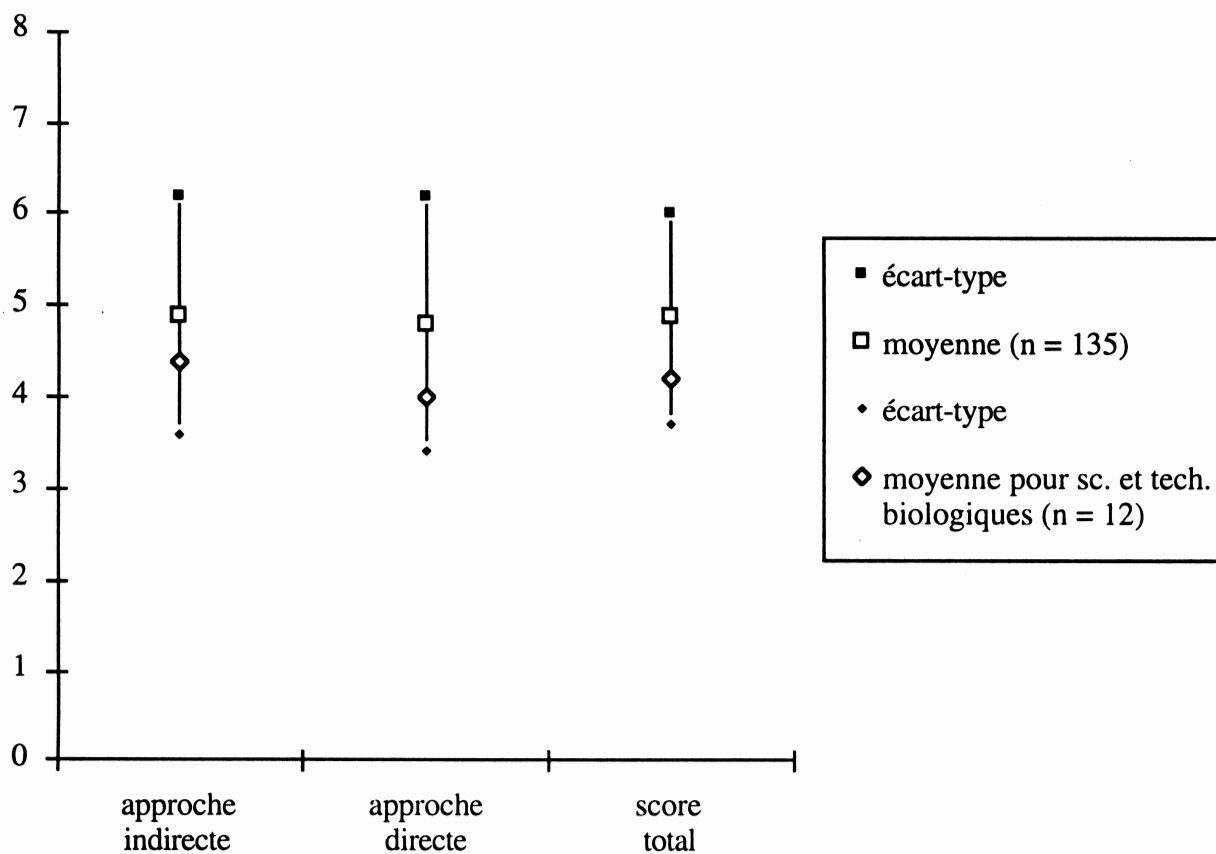 8
7
6
5
4
3
2
1
0
approche
indirecte
approche
directe
score
total
écart-type
moyenne (n = 135)
écart-type
moyenne pour sc. et tech.
biologiques (n = 12)